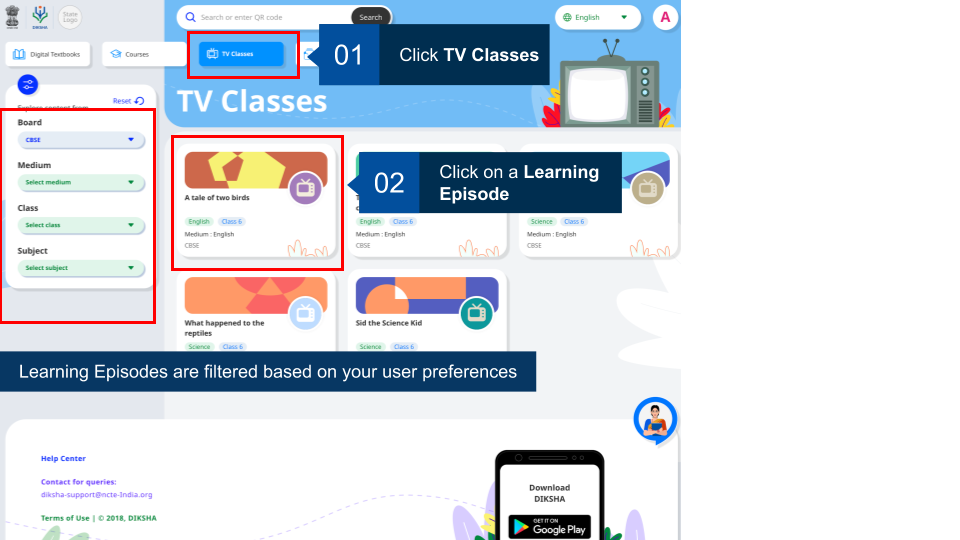 State
Logo
DIKSHA
Search or enter QR code
Search
English
A
Digital Textbooks
Courses
TV Classes
01
Click TV Classes
TV Classes
Reset
Board
CBSE
Medium
Select medium
Class
Select class
Subject
Select subject
A tale of two birds
English Class 6
Medium : English
CBSE
02
Click on a Learning
Episode
English Class 6
Medium : English
CBSE
Science Class 6
Medium : English
CBSE
What happened to the
reptiles
Science Class 6
Sid the Science Kid
Science Class 6
Learning Episodes are filtered based on your user preferences
Help Center
Contact for queries:
diksha-support@ncte-India.org
Terms of Use | © 2018, DIKSHA
Download
DIKSHA
GET IT ON
Google Play